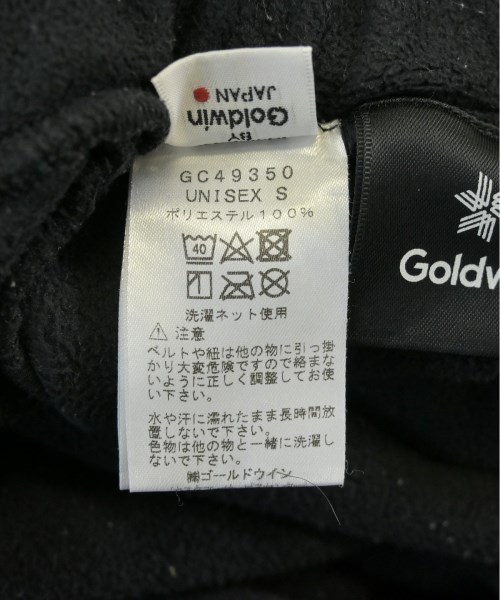 BY
Goldwin
JAPAN
GC49350
UNISEX S
ポリエステル100%
40
洗濯ネット使用
注意
ベルトや紐は他の物に引っ掛
かり大変危険ですので絡まな
いように正しく調整してお使
い下さい。
水や汗に濡れたまま長時間放
置しないで下さい。
色物は他の物と一緒に洗濯し
ないで下さい。
㈱ゴールドウイン
Goldw